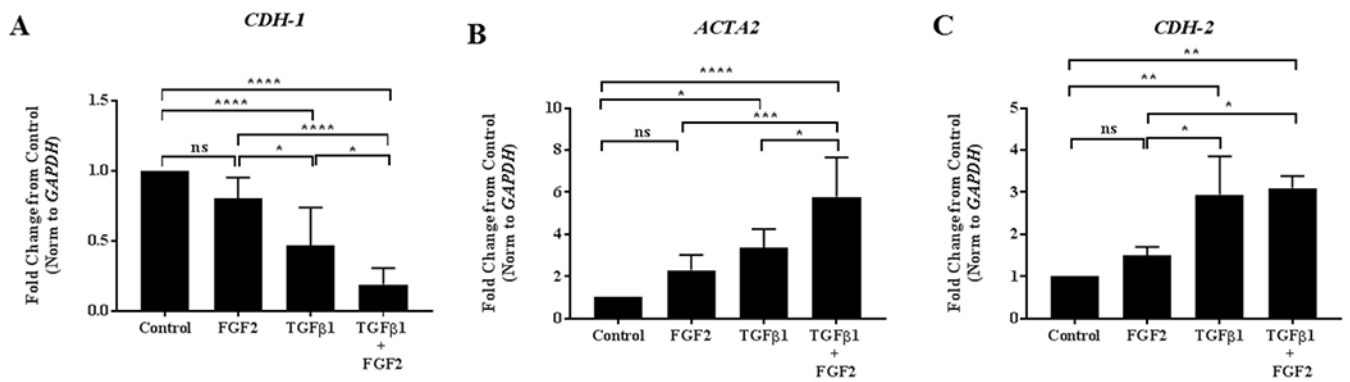 A
CDH-1
Fold Change from Control
(Norm to GAPDH)
1.5
1.0
0.5
0.0
****
****
****
ns
*
*
Control
FGF2
TGFβ1
TGFβ1
+
FGF2
B
ACTA2
Fold Change from Control
(Norm to GAPDH)
10
8
6
4
2
0
****
*
***
ns
*
Control
FGF2
TGFβ1
TGFβ1
+
FGF2
C
CDH-2
Fold Change from Control
(Norm to GAPDH)
5
4
3
2
1
0
**
**
*
ns
*
Control
FGF2
TGFβ1
TGFβ1
+
FGF2